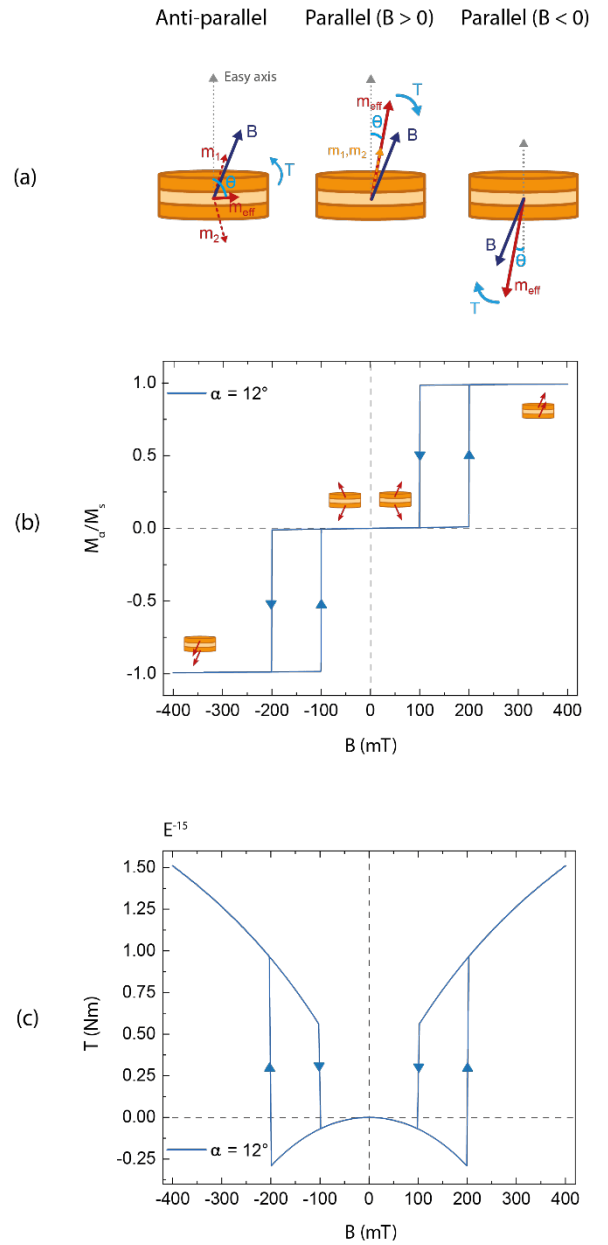 Anti-parallel Parallel (B > 0) Parallel (B < 0)
(a)
Easy axis
B
m1
θ
T
meff
m2
T
meff
θ
B
m1,m2
B
θ
T
meff
(b)
α = 12°
1.0
0.5
0.0
-0.5
-1.0
Mα/Ms
-400 -300 -200 -100 0 100 200 300 400
B (mT)
(c)
E-15
1.50
1.25
1.00
0.75
0.50
0.25
0.00
-0.25
T (Nm)
α = 12°
-400 -300 -200 -100 0 100 200 300 400
B (mT)